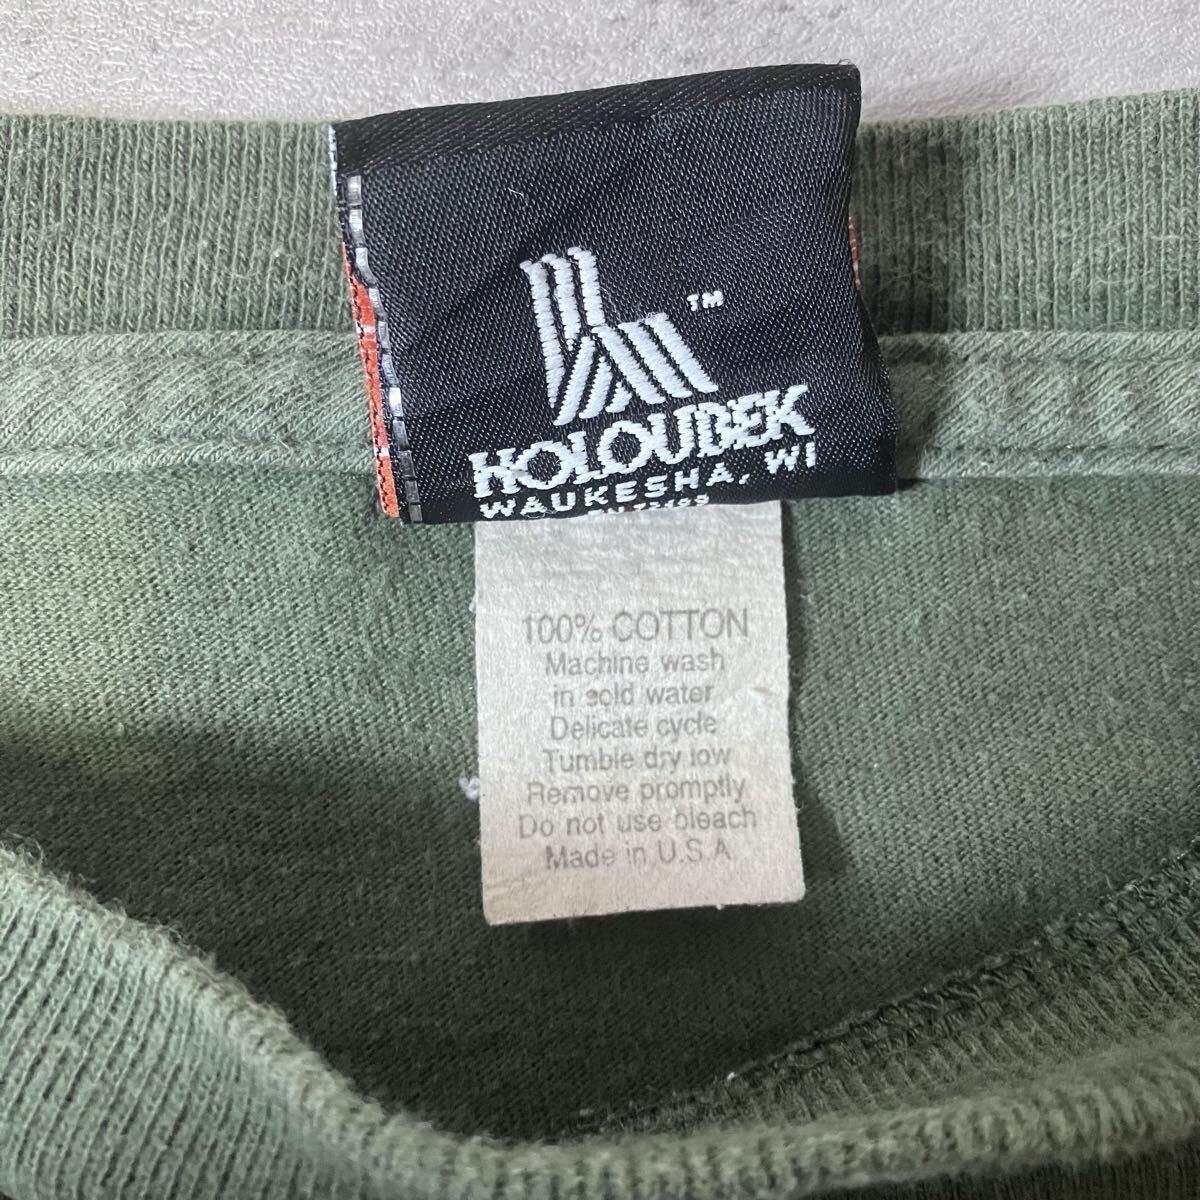 TM
HOLOUDEK
WAUKESHA, WI
100% COTTON
Machine wash
in cold water
Delicate cycle
Tumble dry low
Remove promptly
Do not use bleach
Made in U.S.A